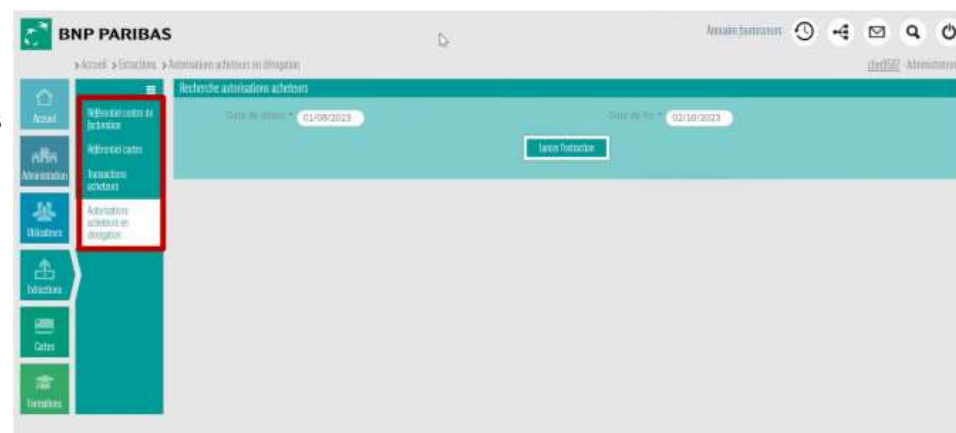 BNP PARIBAS
Annuaire fournisseurs
> Accueil > Extractions > Autorisations acheteurs en dérogation
Administrateur
Recherche autorisations acheteurs
Accueil
Référentiel centre de
facturation
Date de début * 01/08/2023
Date de fin * 02/10/2023
Référentiel cartes
Lancer l'extraction
Administration
Transactions
acheteurs
Autorisations
acheteurs en
dérogation
Utilisateurs
Extractions
Cartes
Formations